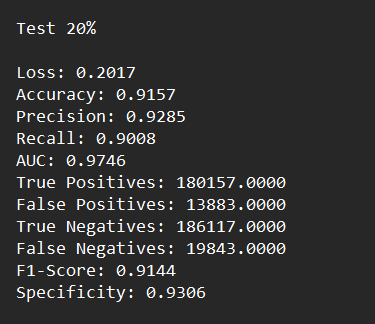 Test 20%
Loss: 0.2017
Accuracy: 0.9157
Precision: 0.9285
Recall: 0.9008
AUC: 0.9746
True Positives: 180157.0000
False Positives: 13883.0000
True Negatives: 186117.0000
False Negatives: 19843.0000
F1-Score: 0.9144
Specificity: 0.9306